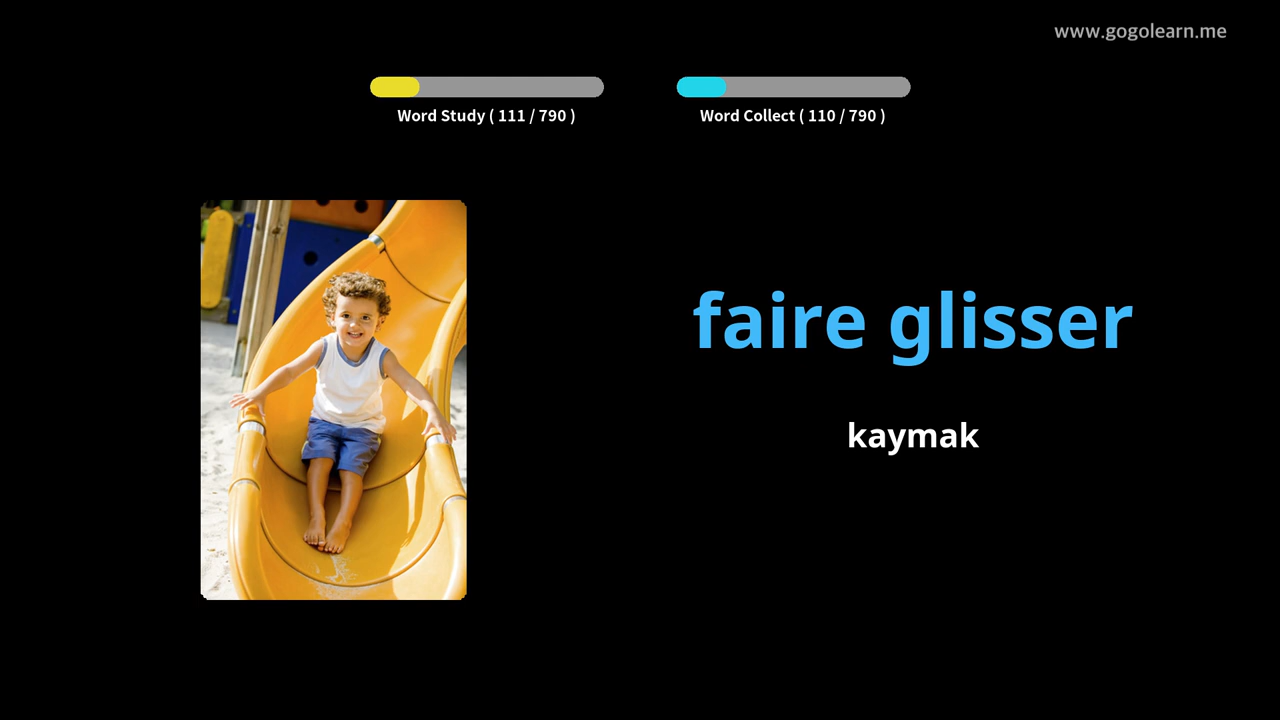 www.gogolearn.me
Word Study ( 111 / 790 )
Word Collect ( 110 / 790 )
faire glisser
kaymak